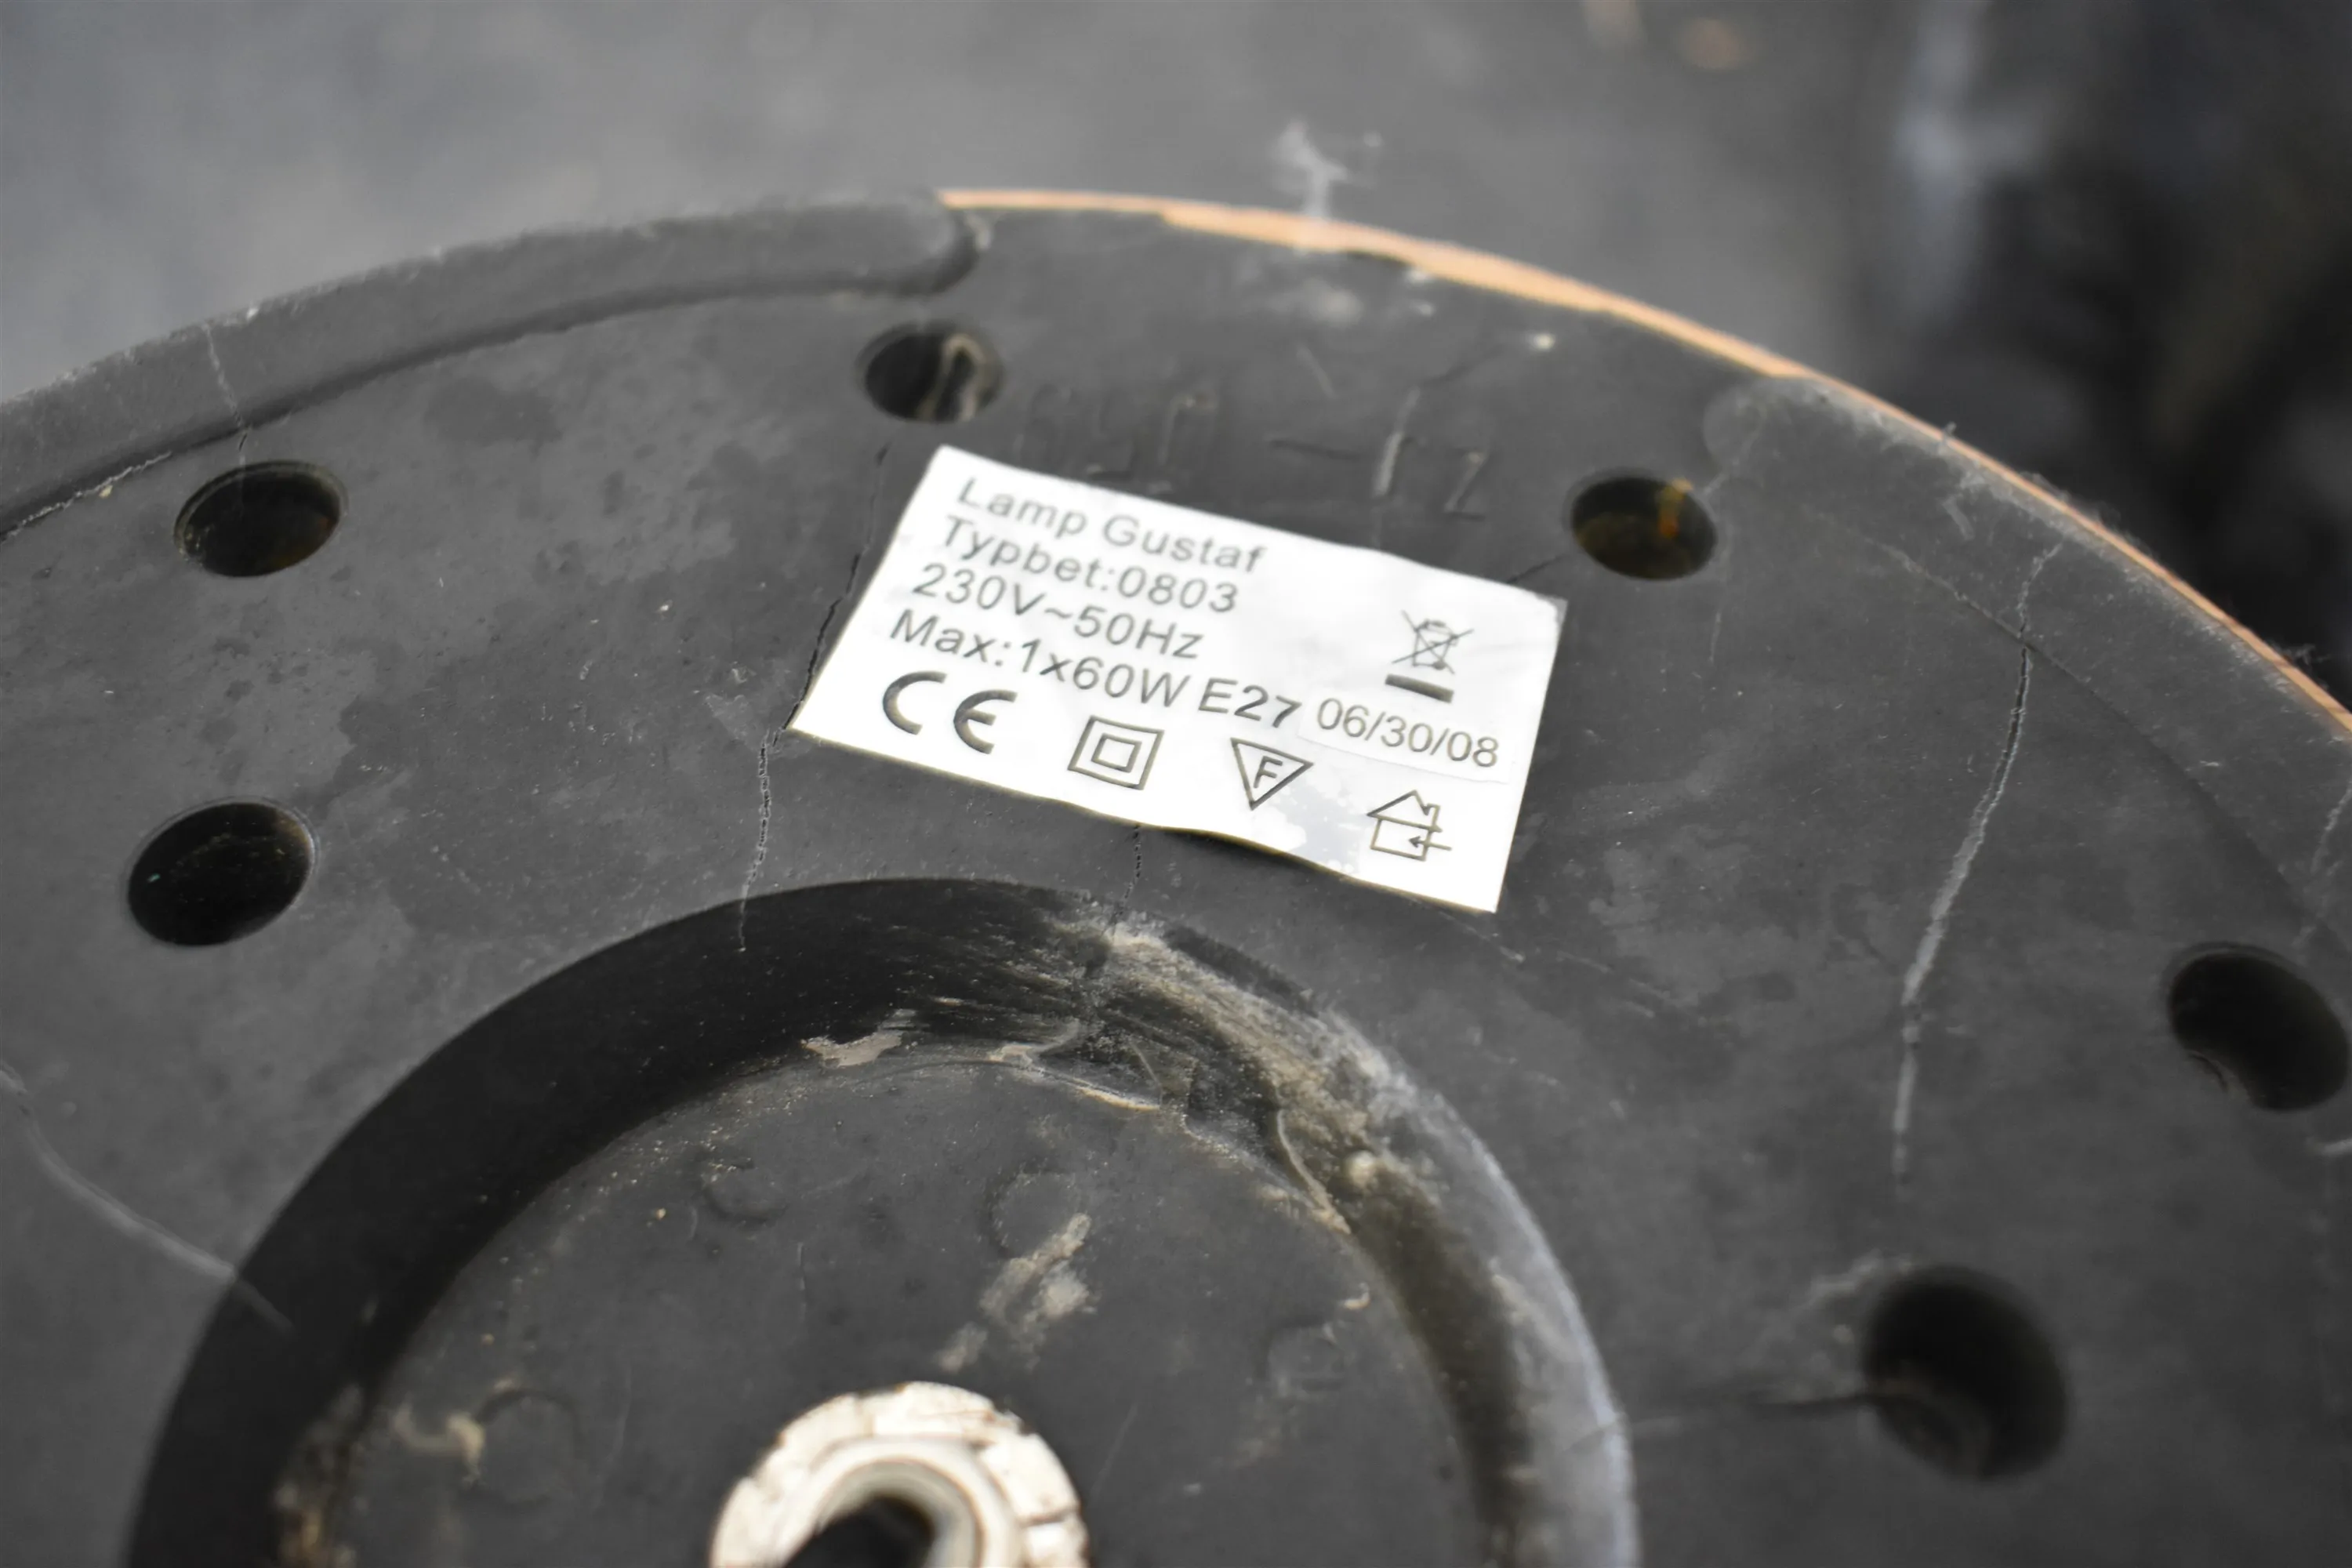 Lamp Gustaf
Typbet:0803
230V~50Hz
Max:1x60W E27
06/30/08
CE
F